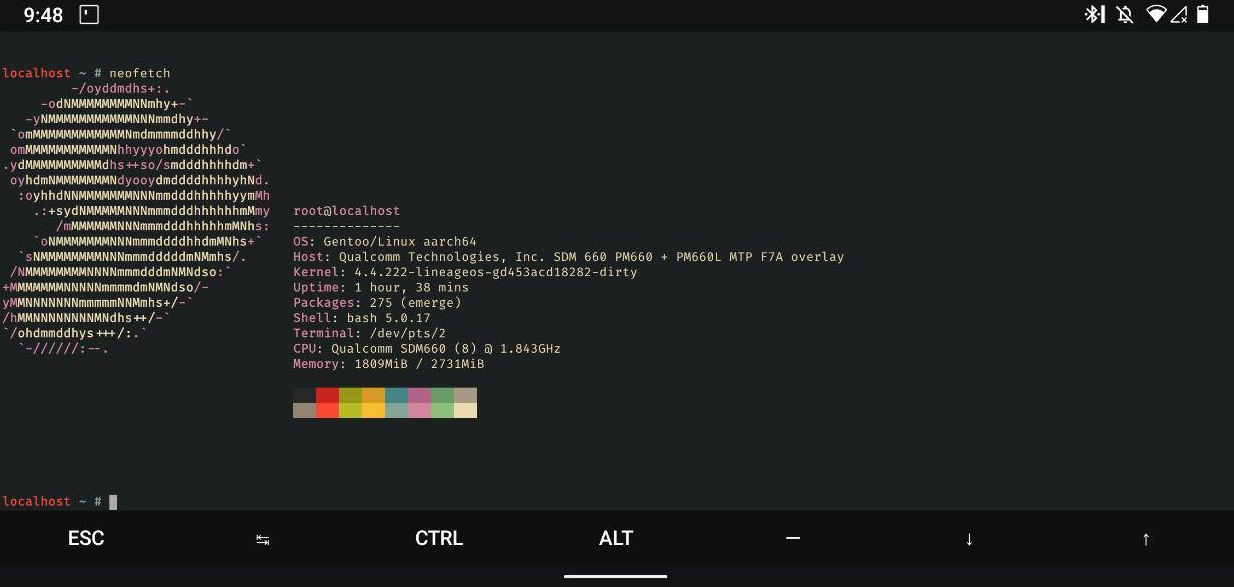 9:48
localhost ~ # neofetch
-/oyddmdhs+:.
-odNMMMMMMMMNNmhy+-`
-yNMMMMMMMMMMMNNNmmdhy+-
`omMMMMMMMMMMMMNmdmmmmddhhy/`
omMMMMMMMMMMMNhhyyyohmdddhhhdo`
.ydMMMMMMMMMMdhs++so/smdddhhhhdm+`
oyhdmNMMMMMMMNdyooydmddddhhhhyhNd.
:oyhhdNNMMMMMMMNNNmmdddhhhhhyymMh
.:+sydNMMMMMNNNmmmdddhhhhhhmMmy
/mMMMMMMNNNmmmdddhhhhhmMNhs:
`oNMMMMMMMNNNmmmddddhhdmMNhs+`
`sNMMMMMMMMNNNmmmdddddmNMmhs/.
/NMMMMMMMMNNNNmmmdddmNMNdso:`
+MMMMMMMNNNNNmmmmdmNMNdso/-
yMMNNNNNNNmmmmmNNMmhs+/-`
/hMMNNNNNNNNMNdhs++/-`
`/ohdmmddhys+++/:.`
`-//////:--.
root@localhost
--------------
OS: Gentoo/Linux aarch64
Host: Qualcomm Technologies, Inc. SDM 660 PM660 + PM660L MTP F7A overlay
Kernel: 4.4.222-lineageos-gd453acd18282-dirty
Uptime: 1 hour, 38 mins
Packages: 275 (emerge)
Shell: bash 5.0.17
Terminal: /dev/pts/2
CPU: Qualcomm SDM660 (8) @ 1.843GHz
Memory: 1809MiB / 2731MiB
localhost ~ #
ESC ⇆ CTRL ALT — ↓ ↑